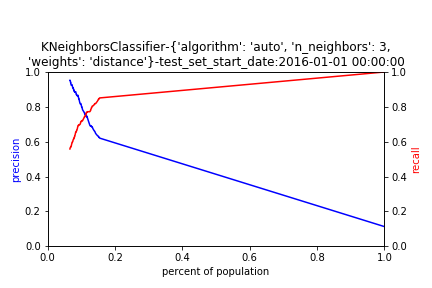 KNeighborsClassifier-{'algorithm': 'auto', 'n_neighbors': 3,
'weights': 'distance'}-test_set_start_date:2016-01-01 00:00:00
1.0
0.8
0.6
0.4
0.2
0.0
precision
1.0
0.8
0.6
0.4
0.2
0.0
recall
0.0 0.2 0.4 0.6 0.8 1.0
percent of population